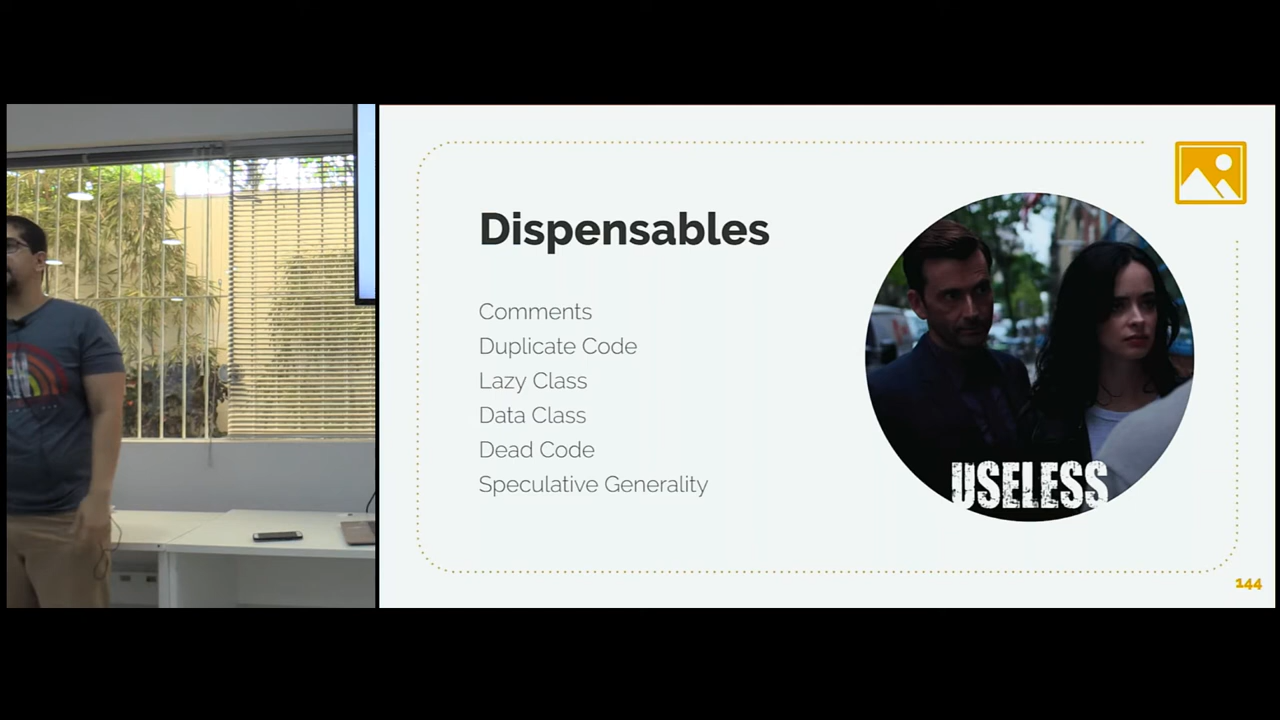 Dispensables
Comments
Duplicate Code
Lazy Class
Data Class
Dead Code
Speculative Generality
USELESS
144